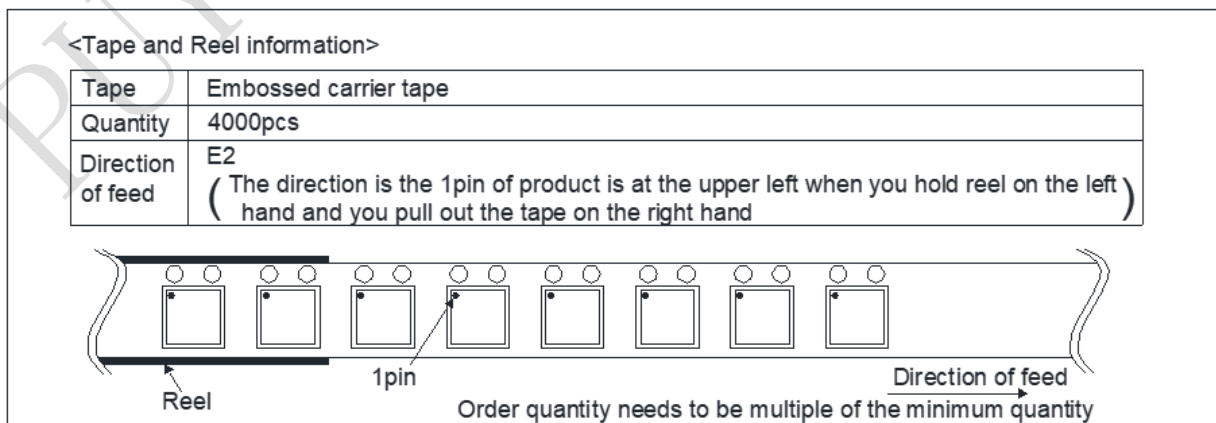 <Tape and Reel information>
Tape Embossed carrier tape
Quantity 4000pcs
Direction of feed E2
(The direction is the 1pin of product is at the upper left when you hold reel on the left
hand and you pull out the tape on the right hand)
1pin
Direction of feed
Reel
Order quantity needs to be multiple of the minimum quantity